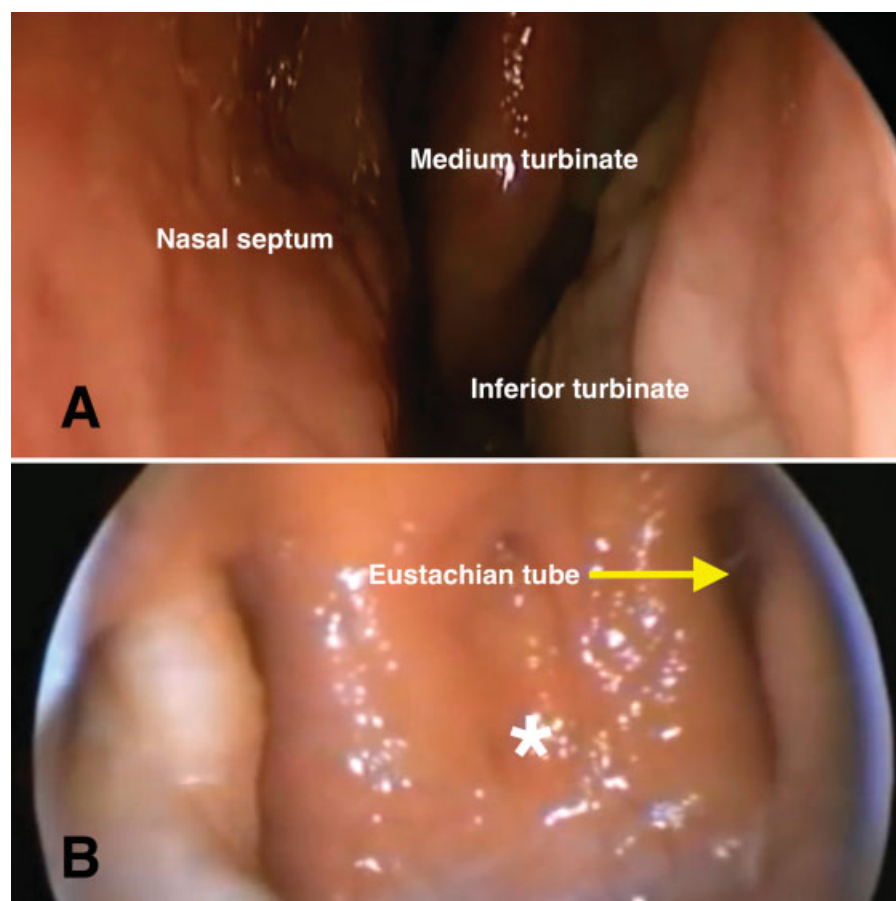 Medium turbinate
Nasal septum
Inferior turbinate
A
Eustachian tube
*
B